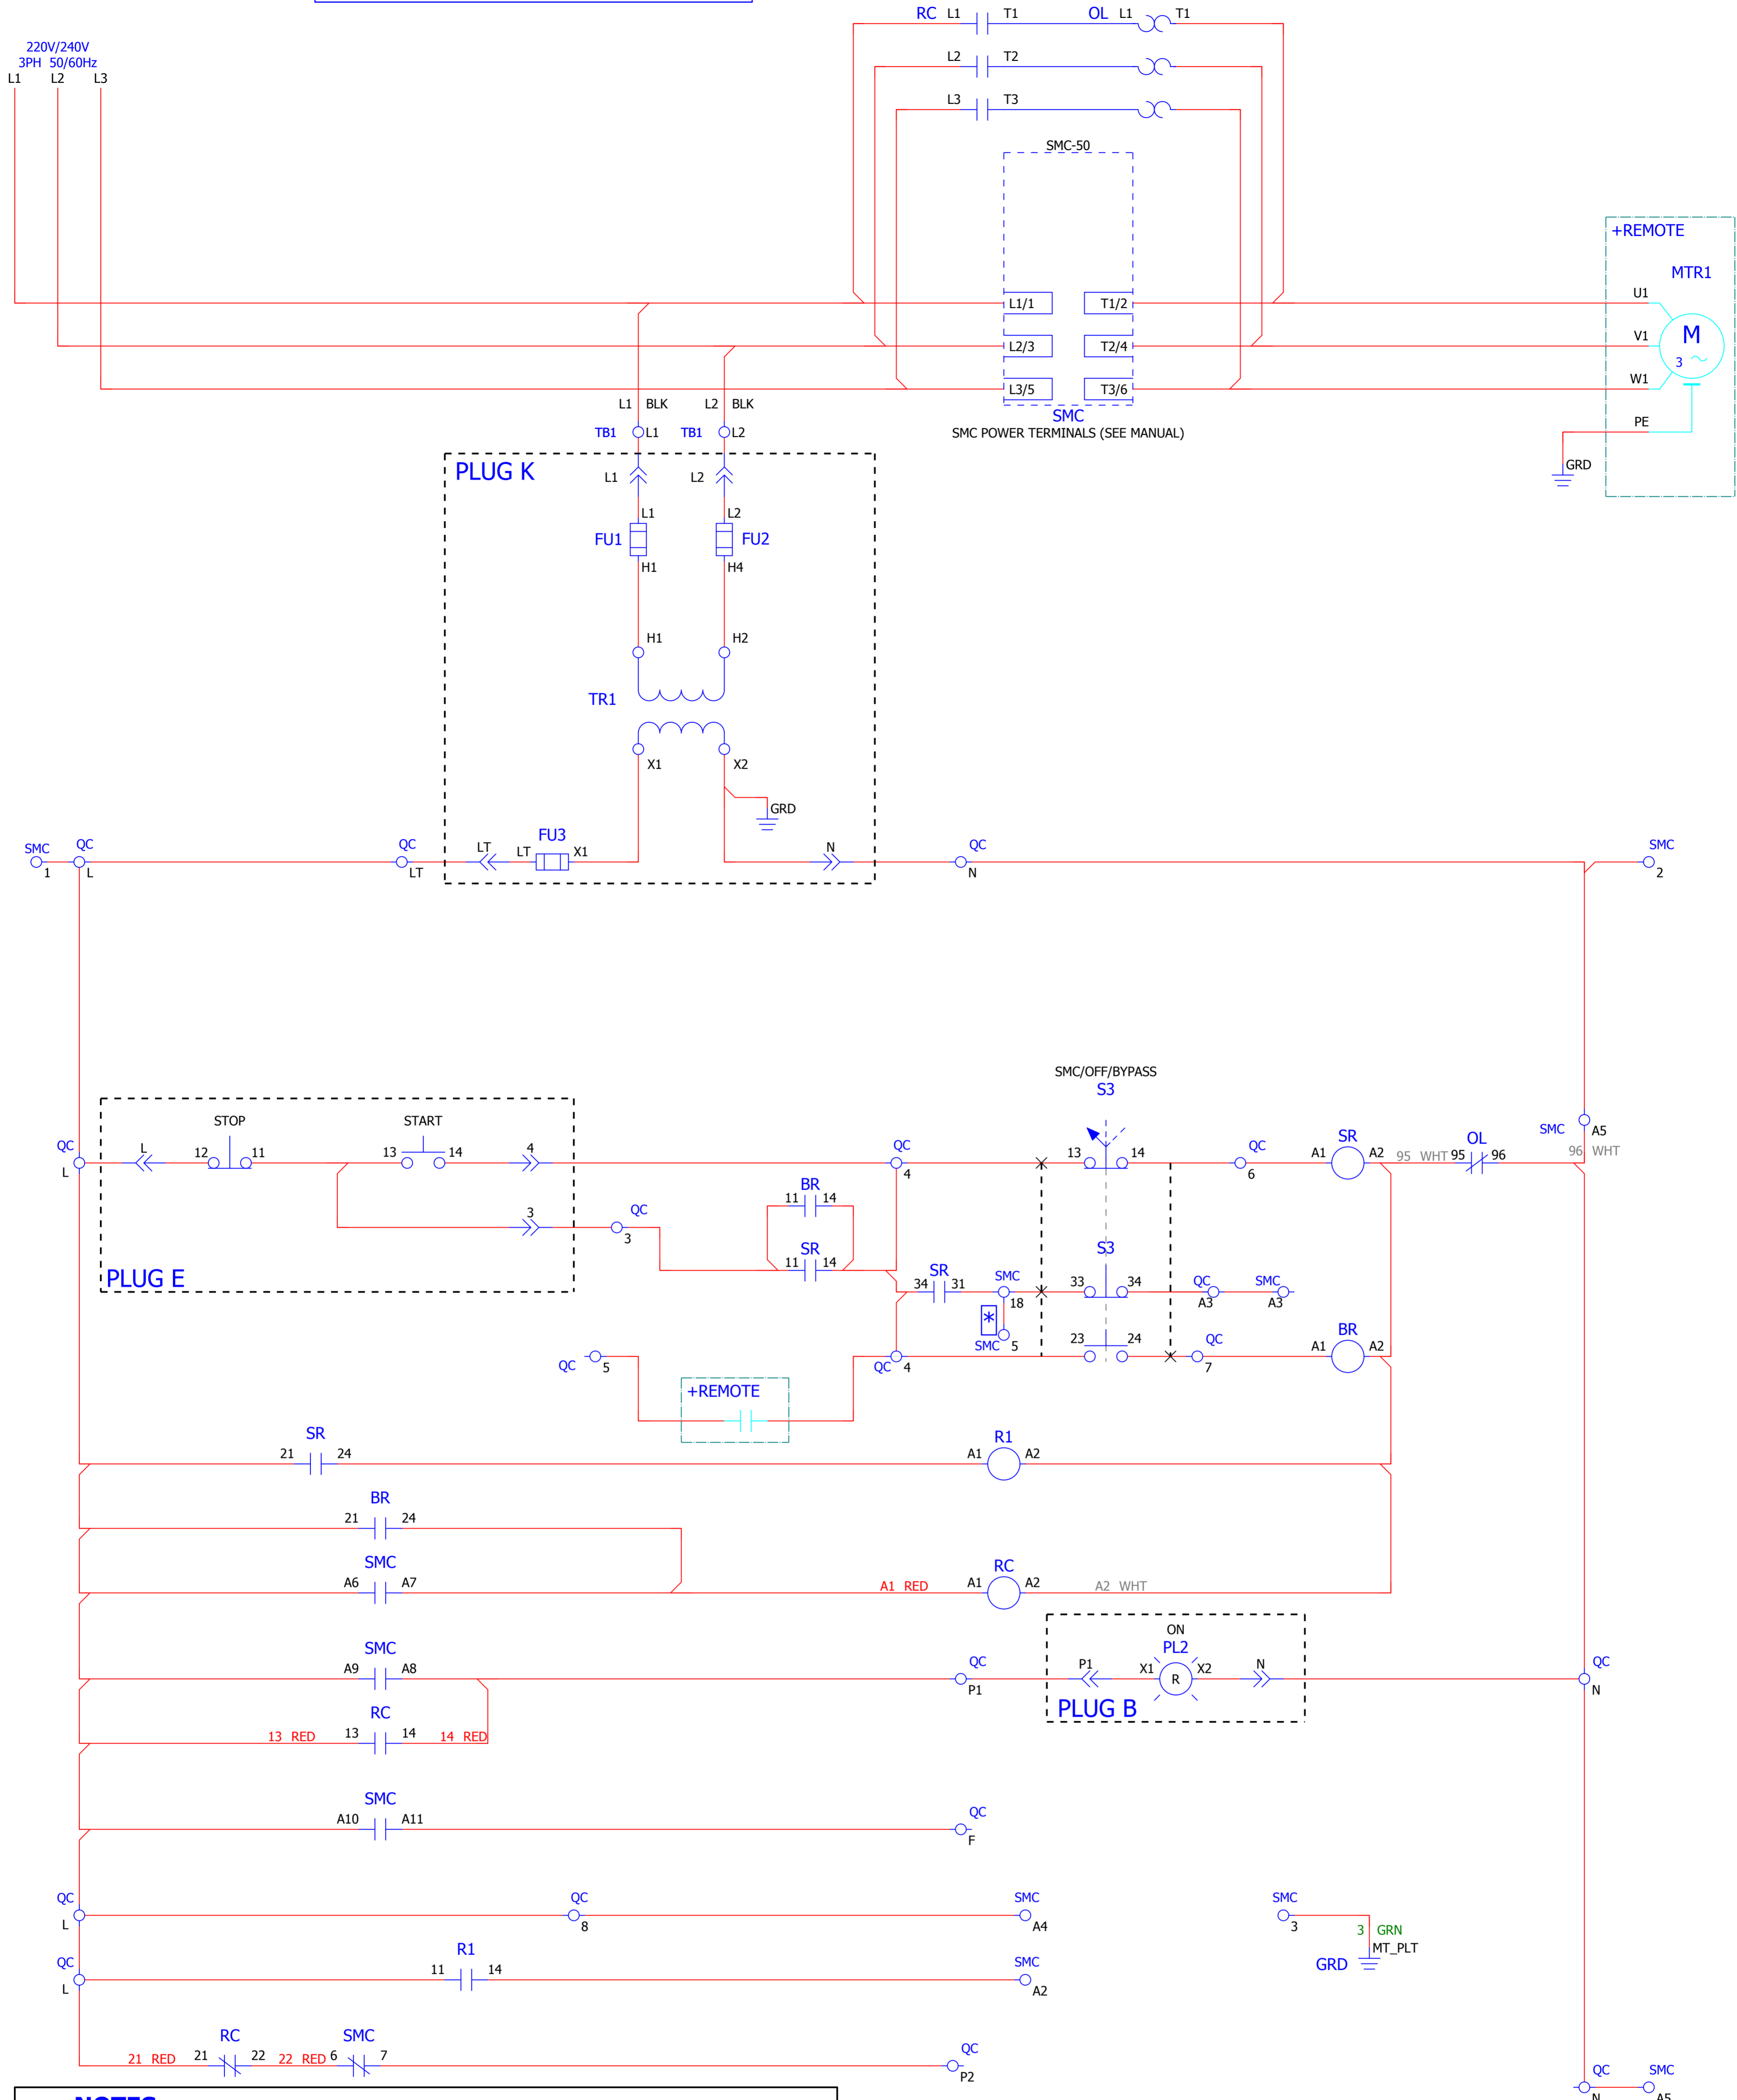 RC L1 T1 OL L1 T1
220V/240V
3PH 50/60Hz
L1 L2 L3
L2 T2
L3 T3
SMC-50
+REMOTE
MTR1
L1/1 T1/2 U1
L2/3 T2/4 V1 M
3
L3/5 T3/6 W1
L1 BLK L2 BLK
SMC
SMC POWER TERMINALS (SEE MANUAL)
PE
TB1 L1 TB1 L2
GRD
PLUG K
L1 L2
L1 L2
FU1 FU2
H1 H4
H1 H2
TR1
X1 X2
GRD
SMC QC QC LT LT FU3 X1 N QC SMC
1 L LT N 2
SMC/OFF/BYPASS
S3
STOP START
QC L 12 11 13 14 4 QC 13 14 QC A1 SR A2 95 WHT 95 OL 96 SMC A5
96 WHT
L 4 6
BR
11 14
3 QC
3
SR
11 14
S3
PLUG E
SR
34 31 SMC 33 34 QC SMC
18 A3 A3
*
SMC 5 23 24 QC A1 BR A2
QC 5 QC 4 7
+REMOTE
SR R1
21 24 A1 A2
BR
21 24
SMC RC
A6 A7 A1 RED A1 A2 A2 WHT
ON
SMC PL2
A9 A8 QC P1 X1 R X2 N QC
P1 N
PLUG B
RC
13 RED 13 14 14 RED
SMC
A10 A11 QC
F
QC QC SMC SMC
L 8 A4 3
3 GRN
MT_PLT
GRD
R1
QC 11 14 SMC
L A2
RC SMC
21 RED 21 22 22 RED 6 7 QC
P2
QC SMC
N A5
NOTES